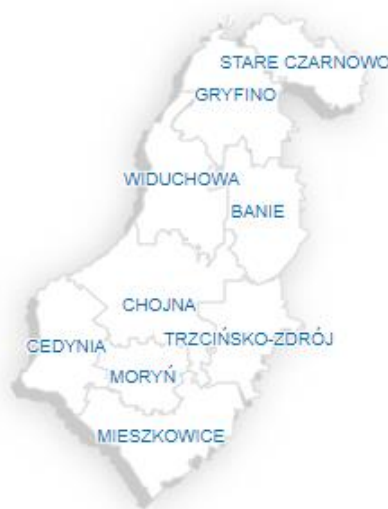 STARE CZARNOWO
GRYFINO
WIDUCHOWA
BANIE
CHOJNA
TRZCIŃSKO-ZDRÓJ
CEDYNIA
MORYŃ
MIESZKOWICE